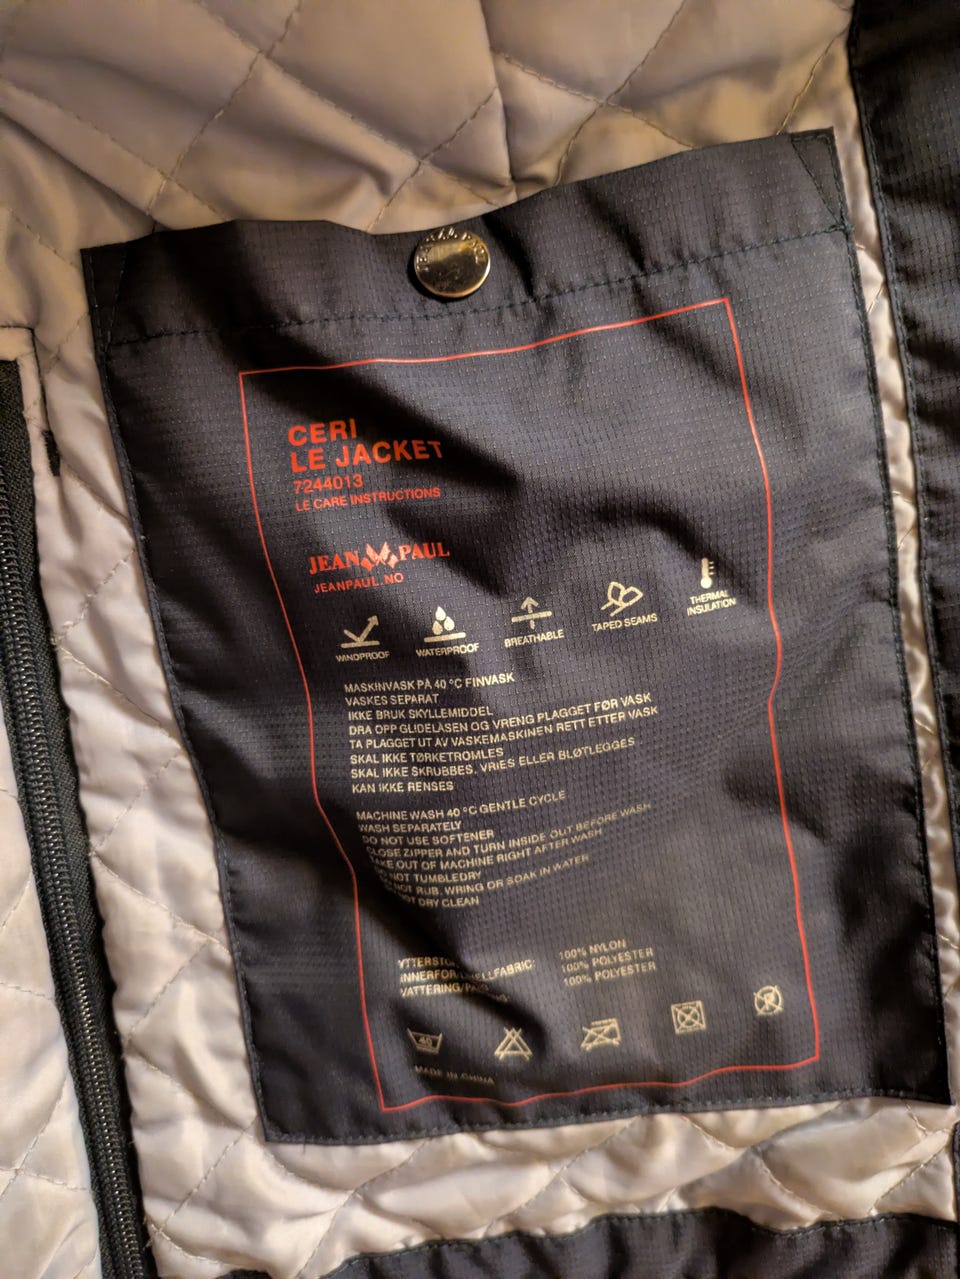 CERI
LE JACKET
7244013
LE CARE INSTRUCTIONS
JEAN PAUL
JEANPAUL.NO
WINDPROOF
WATERPROOF
BREATHABLE
TAPED SEAMS
THERMAL
INSULATION
MASKINVASK PÅ 40 °C FINVASK
VASKES SEPARAT
IKKE BRUK SKYLLEMIDDEL
DRA OPP GLIDELÅSEN OG VRENG PLAGGET FØR VASK
TA PLAGGET UT AV VASKEMASKINEN RETT ETTER VASK
SKAL IKKE TØRKETROMLES
SKAL IKKE SKRUBBES, VRIES ELLER BLØTLEGGES
KAN IKKE RENSES
MACHINE WASH 40 °C GENTLE CYCLE
WASH SEPARATELY
DO NOT USE SOFTENER
CLOSE ZIPPER AND TURN INSIDE OUT BEFORE WASH
TAKE OUT OF MACHINE RIGHT AFTER WASH
NOT TUMBLEDRY
NOT RUB, WRING OR SOAK IN WATER
DRY CLEAN
100% NYLON
100% POLYESTER
100% POLYESTER
40
P
MADE IN CHINA